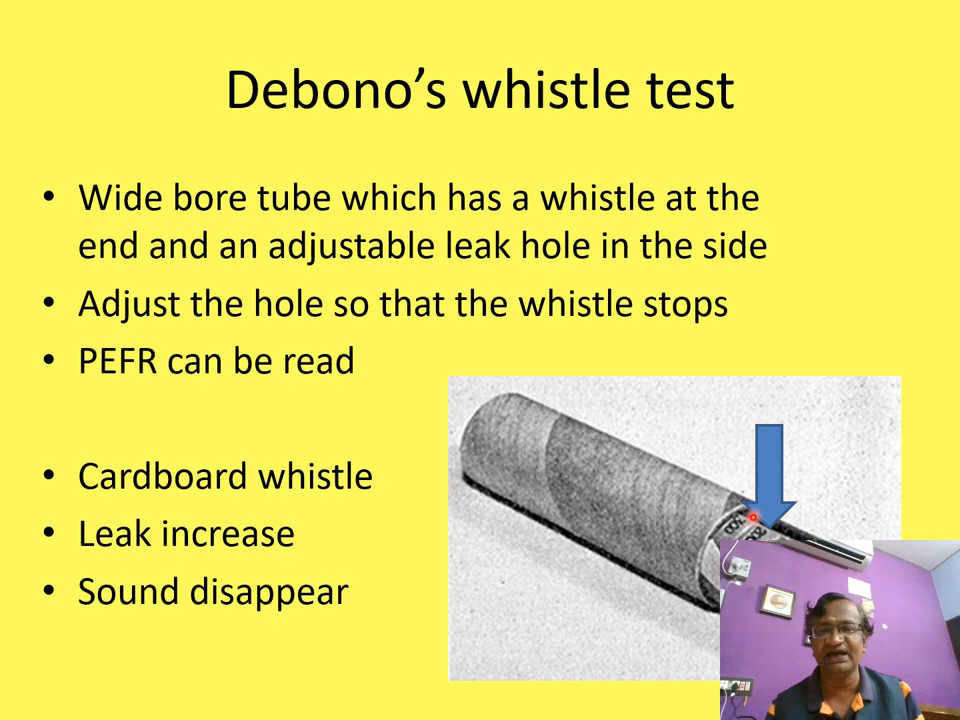 Debono’s whistle test
• Wide bore tube which has a whistle at the
end and an adjustable leak hole in the side
• Adjust the hole so that the whistle stops
• PEFR can be read
• Cardboard whistle
• Leak increase
• Sound disappear